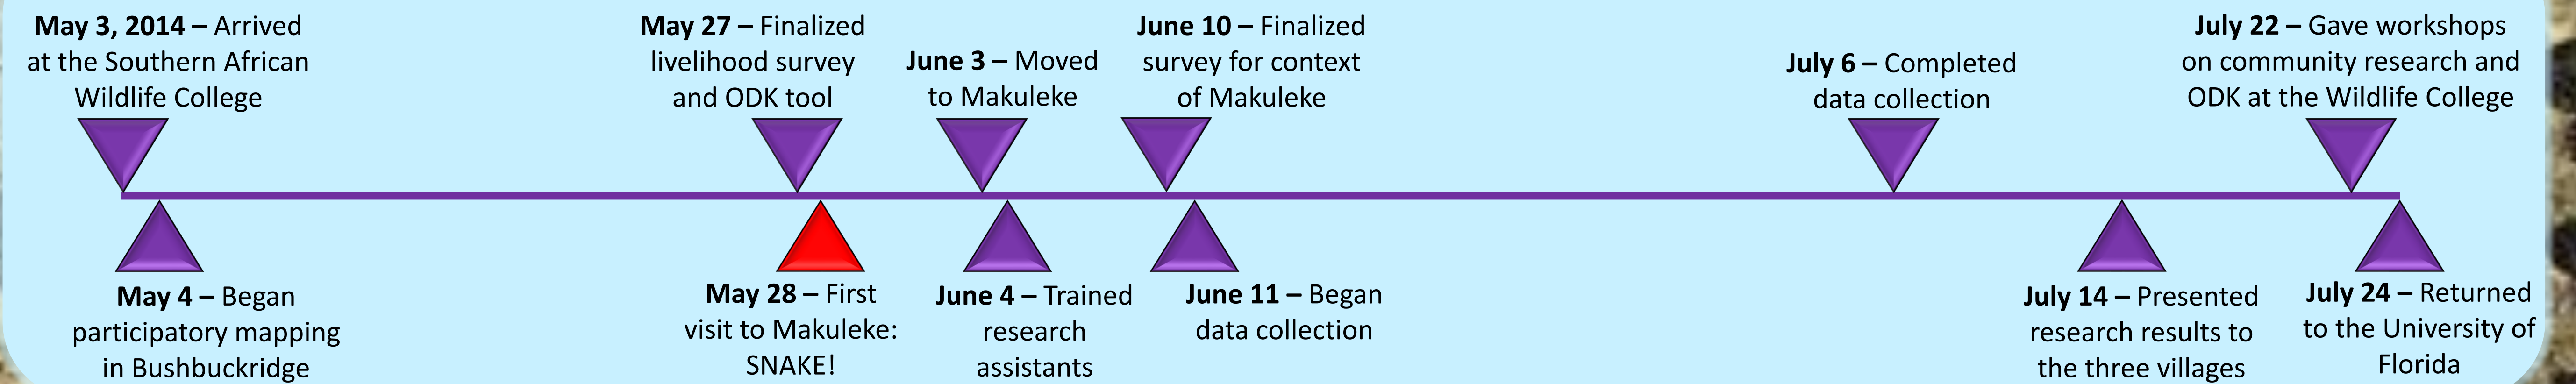 May 3, 2014 – Arrived
at the Southern African
Wildlife College
May 4 – Began
participatory mapping
in Bushbuckridge
May 27 – Finalized
livelihood survey
and ODK tool
May 28 – First
visit to Makuleke:
SNAKE!
June 3 – Moved
to Makuleke
June 4 – Trained
research
assistants
June 10 – Finalized
survey for context
of Makuleke
June 11 – Began
data collection
July 6 – Completed
data collection
July 14 – Presented
research results to
the three villages
July 22 – Gave workshops
on community research and
ODK at the Wildlife College
July 24 – Returned
to the University of
Florida